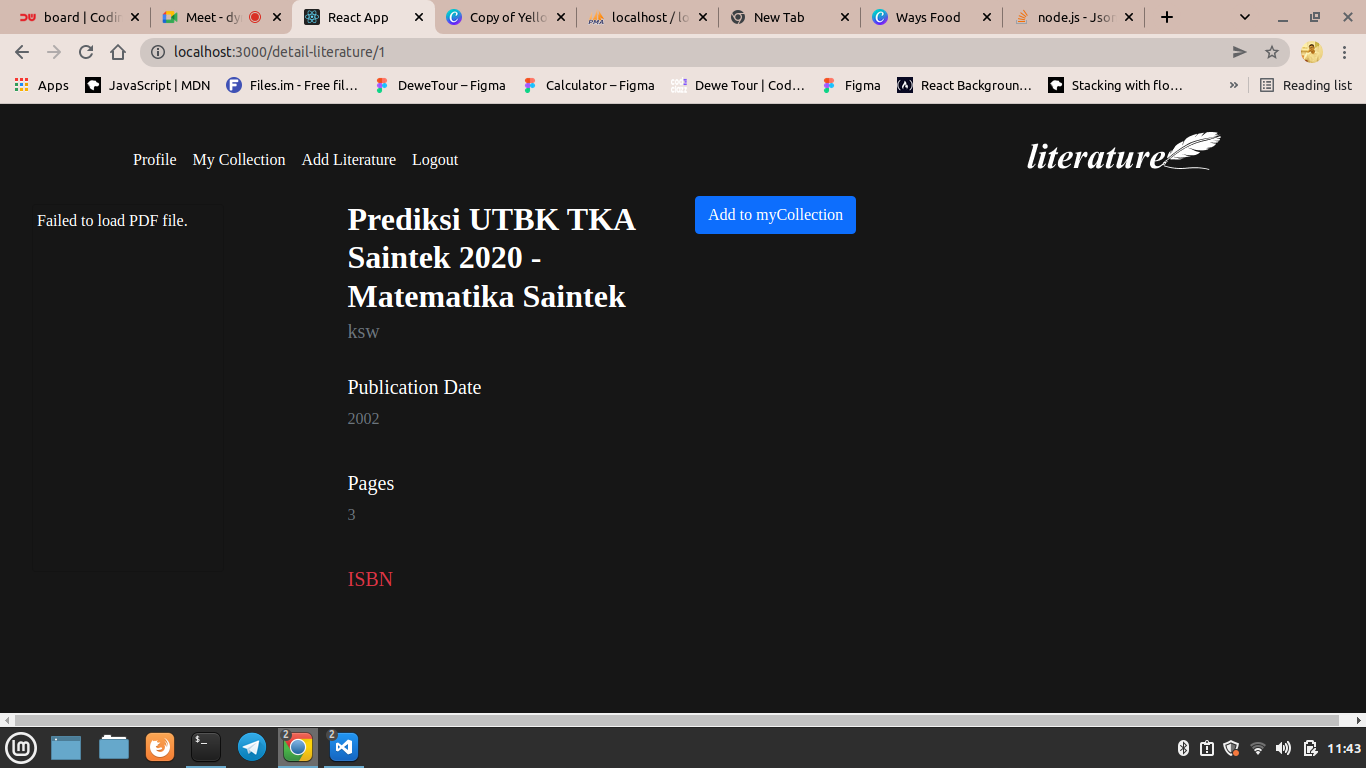 board | Codin
Meet - dy
React App
Copy of Yello
localhost / lo
New Tab
Ways Food
node.js - Json
localhost:3000/detail-literature/1
Apps
JavaScript | MDN
Files.im - Free fil…
DeweTour – Figma
Calculator – Figma
Dewe Tour | Cod…
Figma
React Backgroun…
Stacking with flo…
»
Reading list
Profile
My Collection
Add Literature
Logout
literature
Failed to load PDF file.
Prediksi UTBK TKA
Saintek 2020 -
Matematika Saintek
ksw
Add to myCollection
Publication Date
2002
Pages
3
ISBN
2
2
11:43